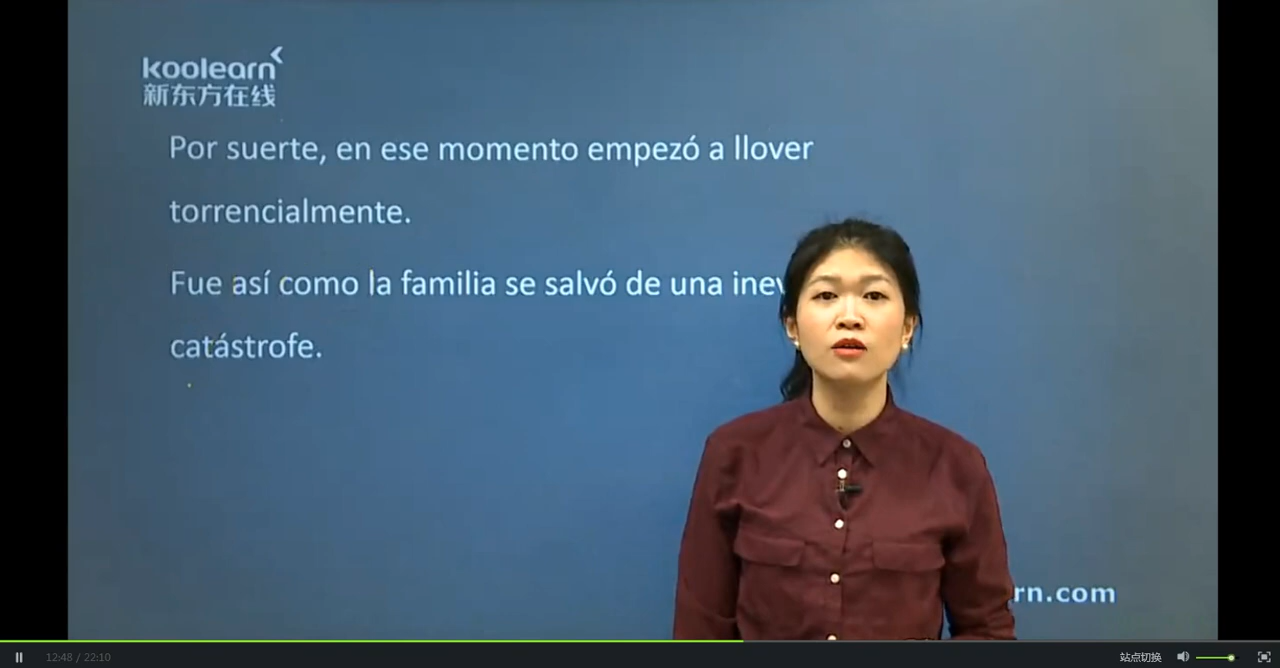 koolearn
新东方在线
Por suerte, en ese momento empezó a llover
torrencialmente.
Fue así como la familia se salvó de una
catástrofe.
rn.com
12:48 / 22:10
站点切换